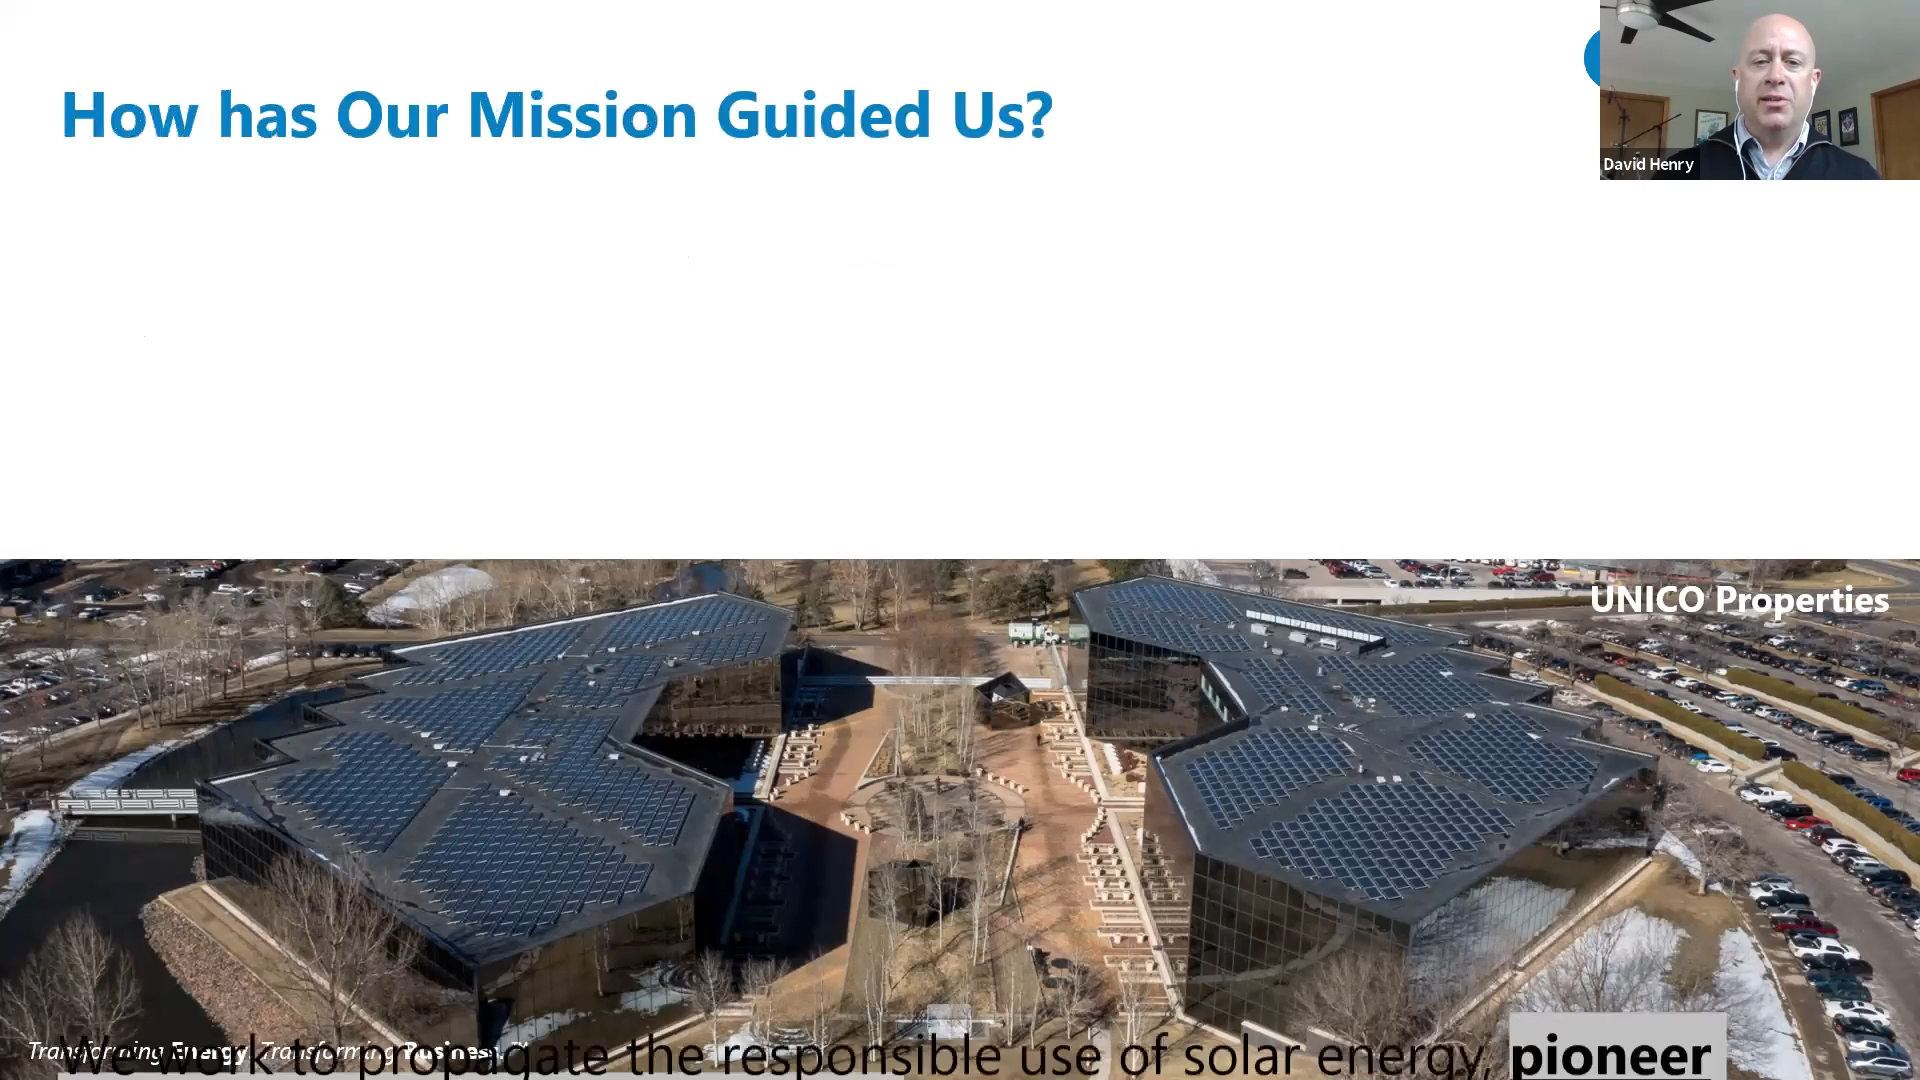 How has Our Mission Guided Us?
David Henry
UNICO Properties
Transforming Energy. Transforming Business.™
We work to propagate the responsible use of solar energy, pioneer